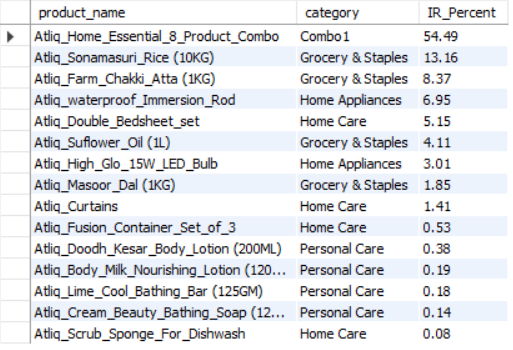 product_name category IR_Percent
Atliq_Home_Essential_8_Product_Combo Combo1 54.49
Atliq_Sonamasuri_Rice (10KG) Grocery & Staples 13.16
Atliq_Farm_Chakki_Atta (1KG) Grocery & Staples 8.37
Atliq_waterproof_Immersion_Rod Home Appliances 6.95
Atliq_Double_Bedsheet_set Home Care 5.15
Atliq_Suflower_Oil (1L) Grocery & Staples 4.11
Atliq_High_Glo_15W_LED_Bulb Home Appliances 3.01
Atliq_Masoor_Dal (1KG) Grocery & Staples 1.85
Atliq_Curtains Home Care 1.41
Atliq_Fusion_Container_Set_of_3 Home Care 0.53
Atliq_Doodh_Kesar_Body_Lotion (200ML) Personal Care 0.38
Atliq_Body_Milk_Nourishing_Lotion (120... Personal Care 0.19
Atliq_Lime_Cool_Bathing_Bar (125GM) Personal Care 0.18
Atliq_Cream_Beauty_Bathing_Soap (12... Personal Care 0.14
Atliq_Scrub_Sponge_For_Dishwash Home Care 0.08